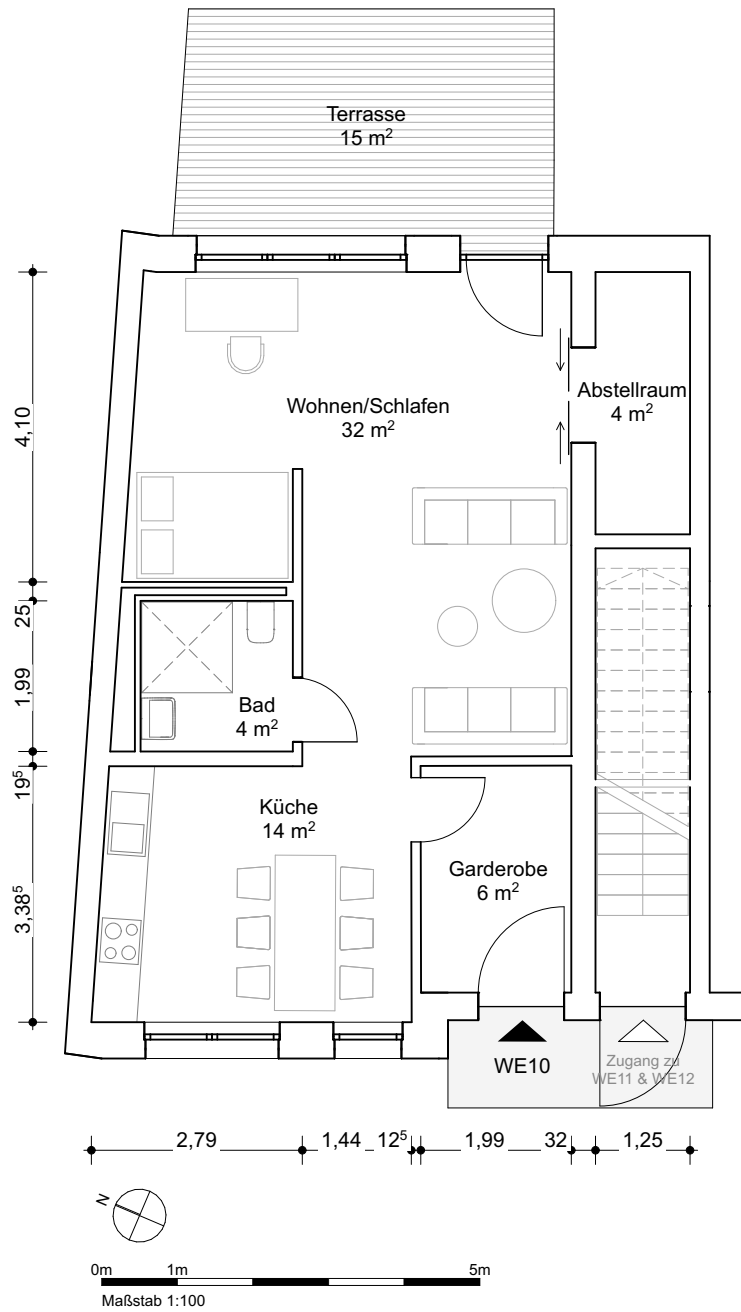 Terrasse
15 m²
Wohnen/Schlafen
32 m²
Abstellraum
4 m²
4,10
25
1,99
Bad
4 m²
19⁵
Küche
14 m²
Garderobe
6 m²
3,38⁵
WE10
Zugang zu
WE11 & WE12
2,79 1,44 12⁵ 1,99 32 1,25
N
0m 1m 5m
Maßstab 1:100